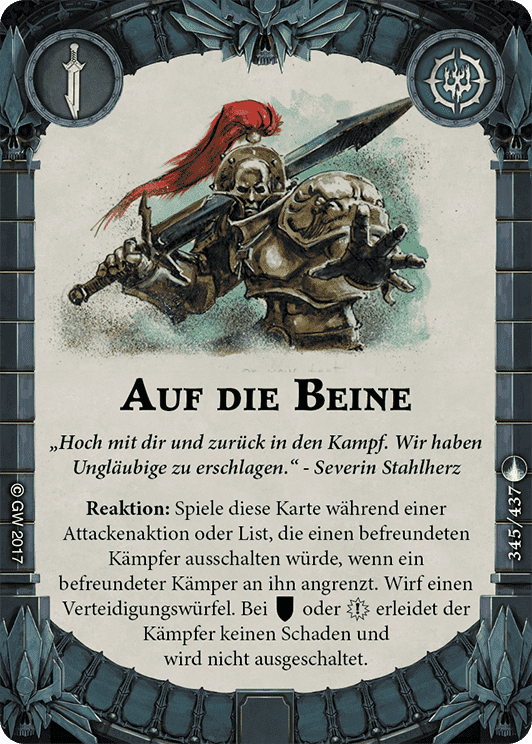 AUF DIE BEINE
„Hoch mit dir und zurück in den Kampf. Wir haben
Ungläubige zu erschlagen.“ - Severin Stahlherz
Reaktion: Spiele diese Karte während einer
Attackenaktion oder List, die einen befreundeten
Kämpfer ausschalten würde, wenn ein
befreundeter Kämper an ihn angrenzt. Wirf einen
Verteidigungswürfel. Bei oder erleidet der
Kämpfer keinen Schaden und
wird nicht ausgeschaltet.
© GW 2017
345/437